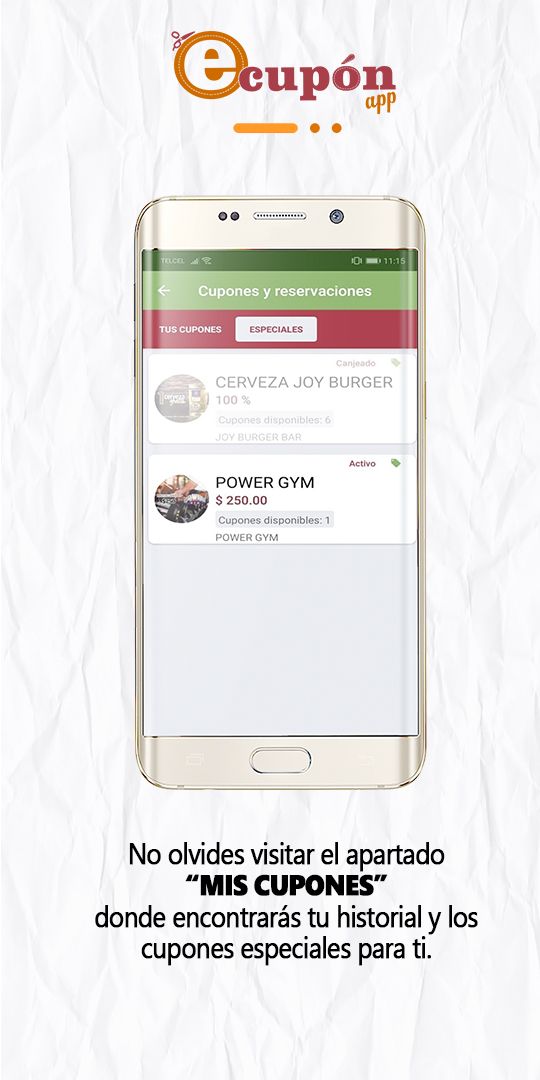 ecupón
app
TELCEL 11:15
Cupones y reservaciones
TUS CUPONES ESPECIALES
Canjeado
CERVEZA JOY BURGER
100 %
Cupones disponibles: 6
JOY BURGER BAR
Activo
POWER GYM
$ 250.00
Cupones disponibles: 1
POWER GYM
No olvides visitar el apartado
“MIS CUPONES”
donde encontrarás tu historial y los
cupones especiales para ti.